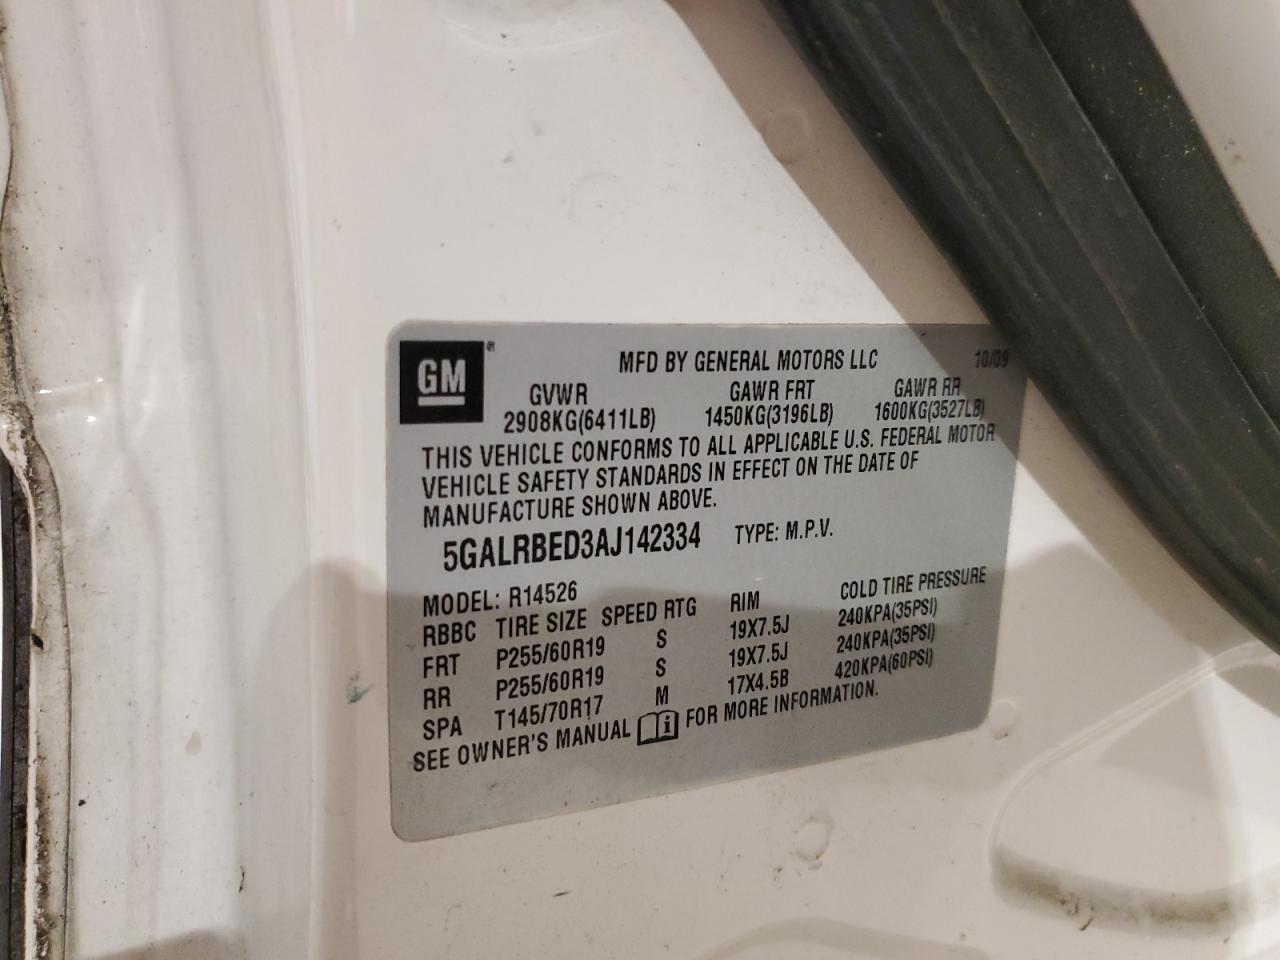 GM ® MFD BY GENERAL MOTORS LLC 10/09
GVWR GAWR FRT GAWR RR
2908KG(6411LB) 1450KG(3196LB) 1600KG(3527LB)
THIS VEHICLE CONFORMS TO ALL APPLICABLE U.S. FEDERAL MOTOR
VEHICLE SAFETY STANDARDS IN EFFECT ON THE DATE OF
MANUFACTURE SHOWN ABOVE.
5GALRBED3AJ142334 TYPE: M.P.V.
MODEL: R14526
RBBC TIRE SIZE SPEED RTG RIM COLD TIRE PRESSURE
FRT P255/60R19 S 19X7.5J 240KPA(35PSI)
RR P255/60R19 S 19X7.5J 240KPA(35PSI)
SPA T145/70R17 M 17X4.5B 420KPA(60PSI)
SEE OWNER'S MANUAL i FOR MORE INFORMATION.